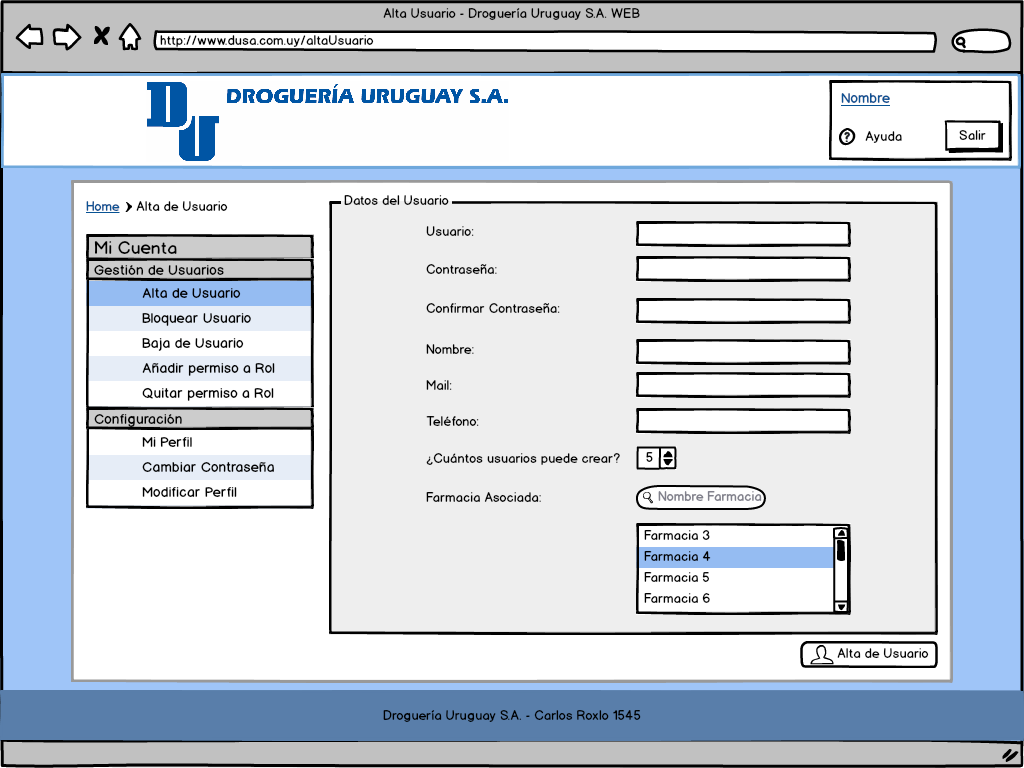 Alta Usuario - Droguería Uruguay S.A. WEB
http://www.dusa.com.uy/altaUsuario
DU
DROGUERÍA URUGUAY S.A.
Nombre
? Ayuda
Salir
Home > Alta de Usuario
Mi Cuenta
Gestión de Usuarios
Alta de Usuario
Bloquear Usuario
Baja de Usuario
Añadir permiso a Rol
Quitar permiso a Rol
Configuración
Mi Perfil
Cambiar Contraseña
Modificar Perfil
Datos del Usuario
Usuario:
Contraseña:
Confirmar Contraseña:
Nombre:
Mail:
Teléfono:
¿Cuántos usuarios puede crear? 5
Farmacia Asociada: Nombre Farmacia
Farmacia 3
Farmacia 4
Farmacia 5
Farmacia 6
Alta de Usuario
Droguería Uruguay S.A. - Carlos Roxlo 1545